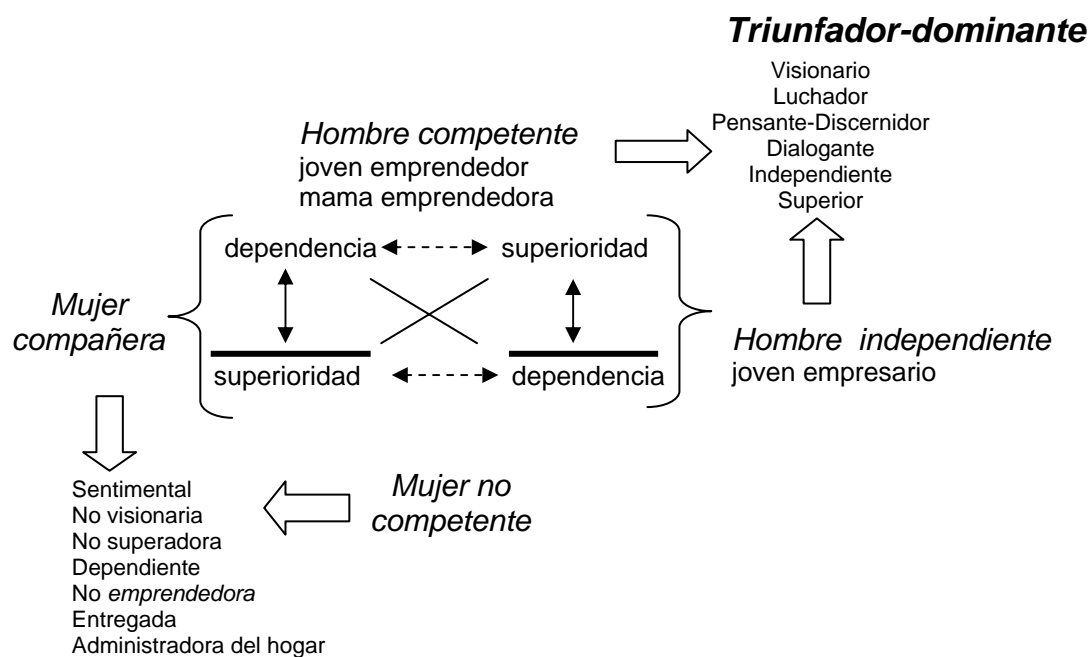 Triunfador-dominante
Visionario
Luchador
Pensante-Discernidor
Dialogante
Independiente
Superior
Hombre competente
joven emprendedor
mama emprendedora
dependencia
superioridad
Mujer
compañera
superioridad
dependencia
Hombre independiente
joven empresario
Sentimental
No visionaria
No superadora
Dependiente
No emprendedora
Entregada
Administradora del hogar
Mujer no
competente